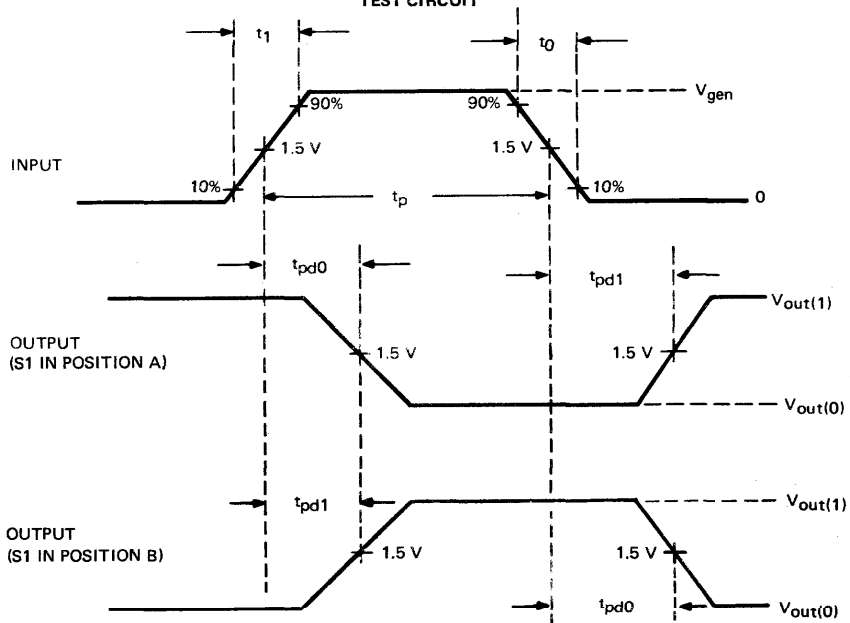 TEST CIRCUIT
t1
t0
90%
90%
Vgen
1.5 V
1.5 V
INPUT
10%
10%
tp
0
tpd0
tpd1
Vout(1)
OUTPUT
(S1 IN POSITION A)
1.5 V
1.5 V
Vout(0)
tpd1
Vout(1)
OUTPUT
(S1 IN POSITION B)
1.5 V
1.5 V
tpd0
Vout(0)